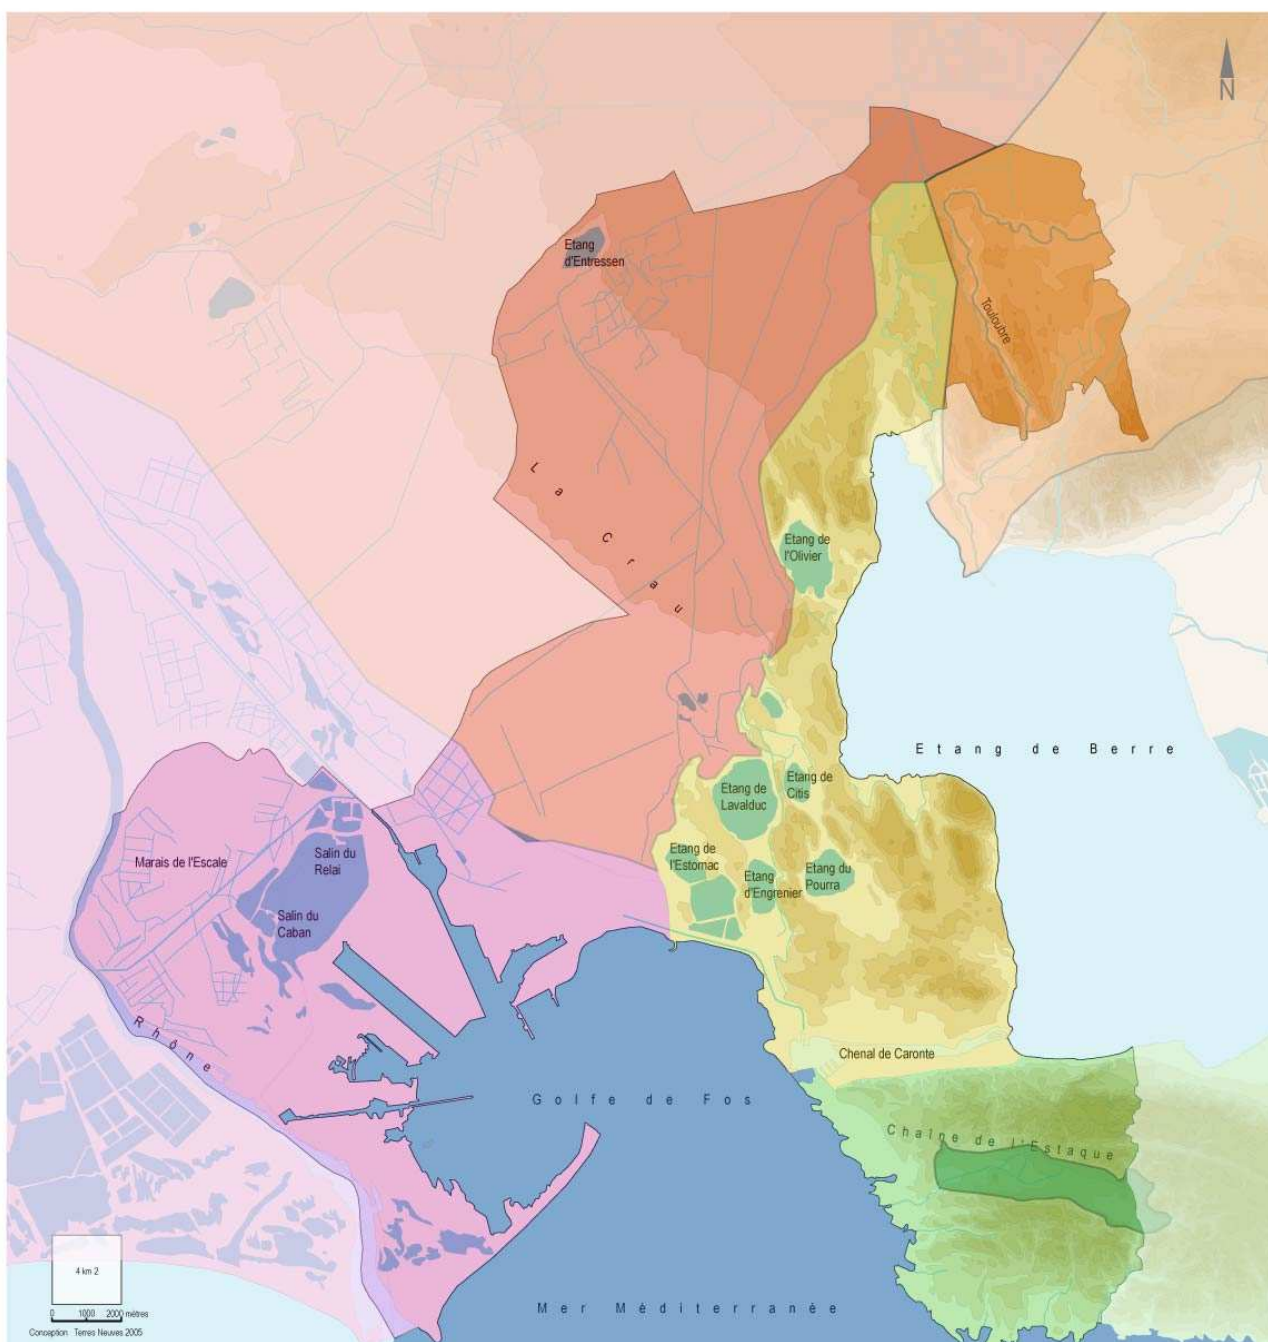 N
Etang
d'Entressen
Touloubre
La Crau
Etang de
l'Olivier
Etang de Berre
Etang de
Citis
Etang de
Lavalduc
Etang de
l'Estomac
Etang
d'Engrenier
Etang du
Pourra
Marais de l'Escale
Salin du
Relai
Salin du
Caban
Rhône
Chenal de Caronte
Golfe de Fos
Chaîne de l'Estaque
4 km 2
0 1000 2000 mètres
Conception Terres Neuves 2005
Mer Méditerranée